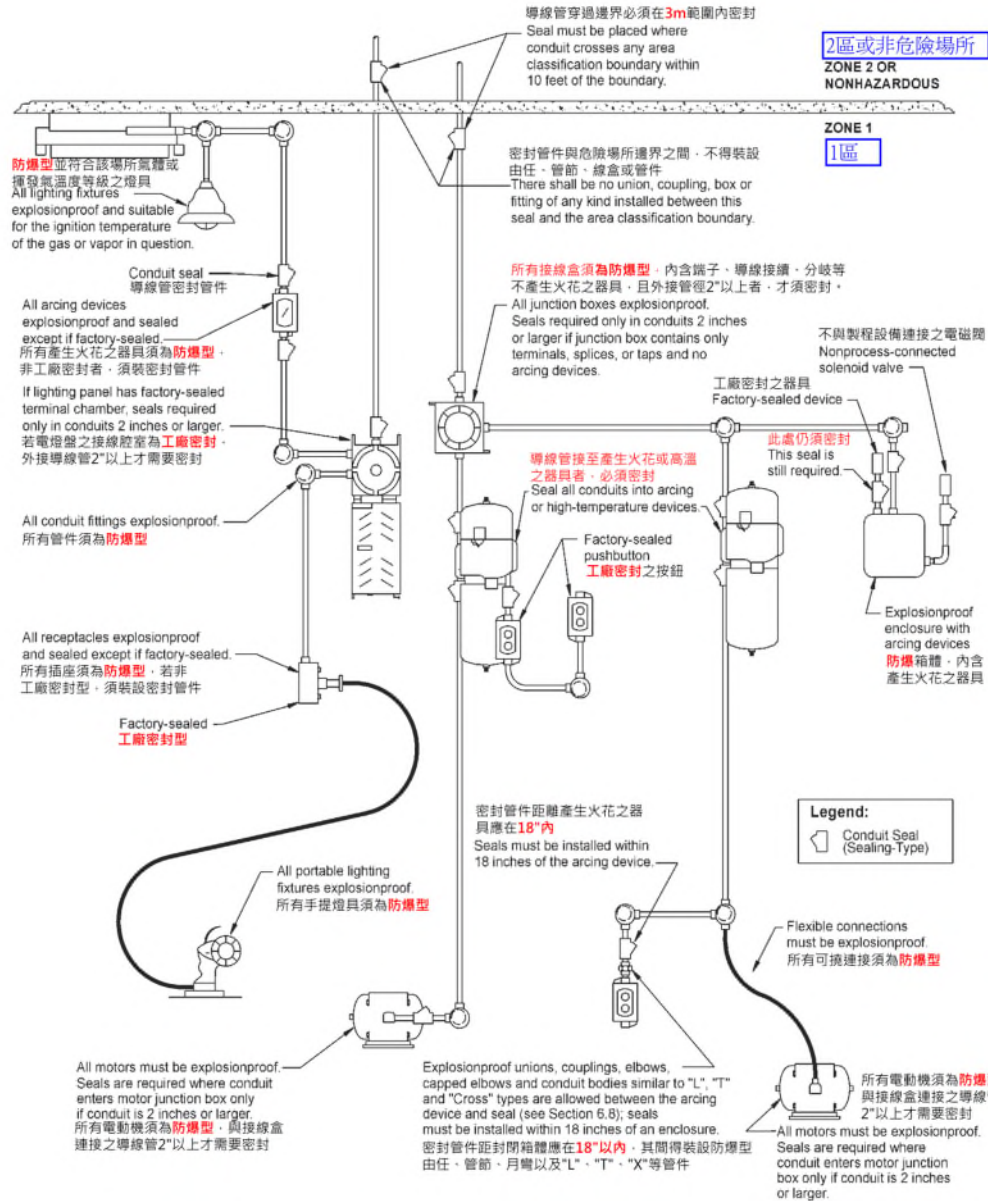 導線管穿過邊界必須在3m範圍內密封
Seal must be placed where
conduit crosses any area
classification boundary within
10 feet of the boundary.
2區或非危險場所
ZONE 2 OR
NONHAZARDOUS
ZONE 1
1區
防爆型並符合該場所氣體或
揮發氣溫度等級之燈具
All lighting fixtures
explosionproof and suitable
for the ignition temperature
of the gas or vapor in question.
密封管件與危險場所邊界之間，不得裝設
由任、管節、線盒或管件
There shall be no union, coupling, box or
fitting of any kind installed between this
seal and the area classification boundary.
Conduit seal
導線管密封管件
All arcing devices
explosionproof and sealed
except if factory-sealed.
所有產生火花之器具須為防爆型，
非工廠密封者，須裝密封管件
所有接線盒須為防爆型，內含端子、導線接續、分岐等
不產生火花之器具，且外接管徑2"以上者，才須密封。
All junction boxes explosionproof.
Seals required only in conduits 2 inches
or larger if junction box contains only
terminals, splices, or taps and no
arcing devices.
不與製程設備連接之電磁閥
Nonprocess-connected
solenoid valve
工廠密封之器具
Factory-sealed device
此處仍須密封
This seal is
still required.
If lighting panel has factory-sealed
terminal chamber, seals required
only in conduits 2 inches or larger.
若電燈盤之接線腔室為工廠密封，
外接導線管2"以上才需要密封
導線管接至產生火花或高溫
之器具者，必須密封
Seal all conduits into arcing
or high-temperature devices.
All conduit fittings explosionproof.
所有管件須為防爆型
Factory-sealed
pushbutton
工廠密封之按鈕
Explosionproof
enclosure with
arcing devices
防爆箱體，內含
產生火花之器具
All receptacles explosionproof
and sealed except if factory-sealed.
所有插座須為防爆型，若非
工廠密封型，須裝設密封管件
Factory-sealed
工廠密封型
密封管件距離產生火花之器
具應在18"內
Seals must be installed within
18 inches of the arcing device.
Legend:
Conduit Seal
(Sealing-Type)
All portable lighting
fixtures explosionproof.
所有手提燈具須為防爆型
Flexible connections
must be explosionproof.
所有可撓連接須為防爆型
All motors must be explosionproof.
Seals are required where conduit
enters motor junction box only
if conduit is 2 inches or larger.
所有電動機須為防爆型，與接線盒
連接之導線管2"以上才需要密封
Explosionproof unions, couplings, elbows,
capped elbows and conduit bodies similar to "L", "T"
and "Cross" types are allowed between the arcing
device and seal (see Section 6.8); seals
must be installed within 18 inches of an enclosure.
密封管件距封閉箱體應在18"以內，其間得裝設防爆型
由任、管節、月彎以及"L"、"T"、"X"等管件
所有電動機須為防爆
與接線盒連接之導線
2"以上才需要密封
All motors must be explosionproof.
Seals are required where
conduit enters motor junction
box only if conduit is 2 inches
or larger.